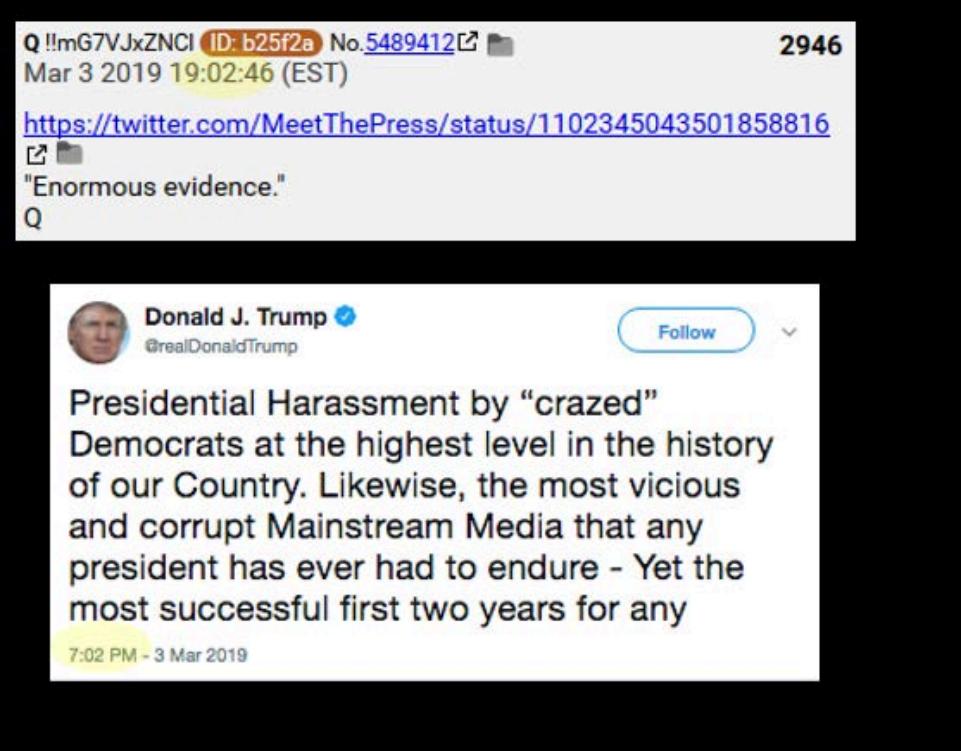 Q !!mG7VJxZNCI ID: b25f2a No.5489412 2946
Mar 3 2019 19:02:46 (EST)
https://twitter.com/MeetThePress/status/1102345043501858816
"Enormous evidence."
Q
Donald J. Trump
@realDonaldTrump
Follow
Presidential Harassment by “crazed”
Democrats at the highest level in the history
of our Country. Likewise, the most vicious
and corrupt Mainstream Media that any
president has ever had to endure - Yet the
most successful first two years for any
7:02 PM - 3 Mar 2019